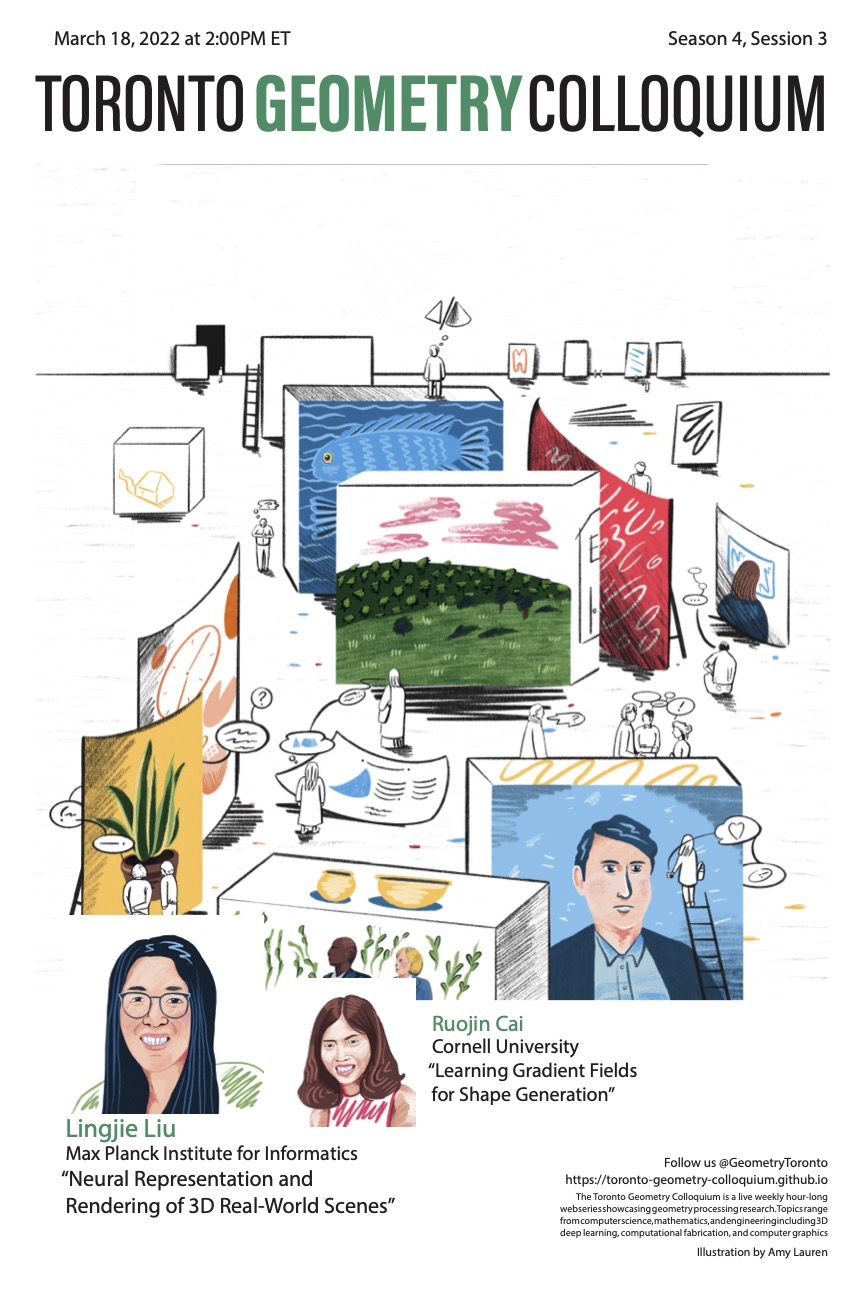 March 18, 2022 at 2:00PM ET
Season 4, Session 3
TORONTO GEOMETRY COLLOQUIUM
Ruojin Cai
Cornell University
“Learning Gradient Fields
for Shape Generation”
Lingjie Liu
Max Planck Institute for Informatics
“Neural Representation and
Rendering of 3D Real-World Scenes”
Follow us @GeometryToronto
https://toronto-geometry-colloquium.github.io
The Toronto Geometry Colloquium is a live weekly hour-long
webseries showcasing geometry processing research. Topics range
from computer science, mathematics, and engineering including 3D
deep learning, computational fabrication, and computer graphics
Illustration by Amy Lauren